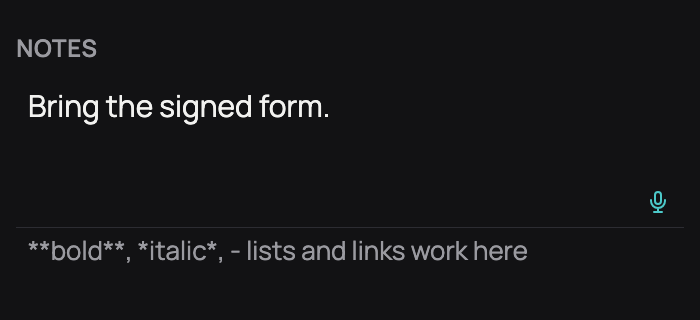 NOTES
Bring the signed form.
**bold**, *italic*, - lists and links work here